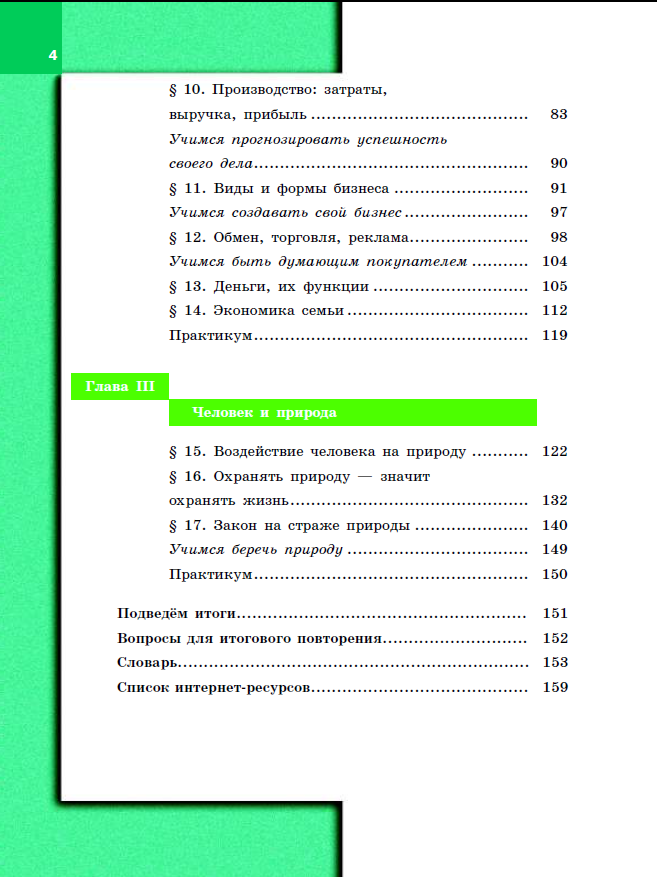 4
§ 10. Производство: затраты,
выручка, прибыль ......................................... 83
Учимся прогнозировать успешность
своего дела.................................................. 90
§ 11. Виды и формы бизнеса .......................... 91
Учимся создавать свой бизнес ........................ 97
§ 12. Обмен, торговля, реклама....................... 98
Учимся быть думающим покупателем ........... 104
§ 13. Деньги, их функции .............................. 105
§ 14. Экономика семьи ................................... 112
Практикум..................................................... 119
Глава III
Человек и природа
§ 15. Воздействие человека на природу ........... 122
§ 16. Охранять природу — значит
охранять жизнь.............................................. 132
§ 17. Закон на страже природы ...................... 140
Учимся беречь природу ................................... 149
Практикум..................................................... 150
Подведём итоги........................................................ 151
Вопросы для итогового повторения............................ 152
Словарь................................................................... 153
Список интернет-ресурсов.......................................... 159